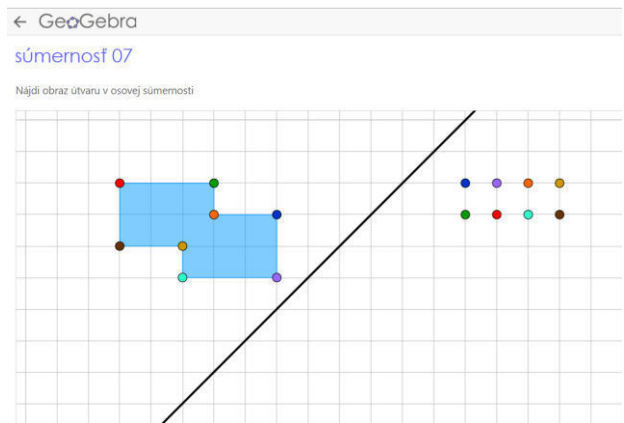 ← GeoGebra
súmernosť 07
Nájdi obraz útvaru v osovej súmernosti